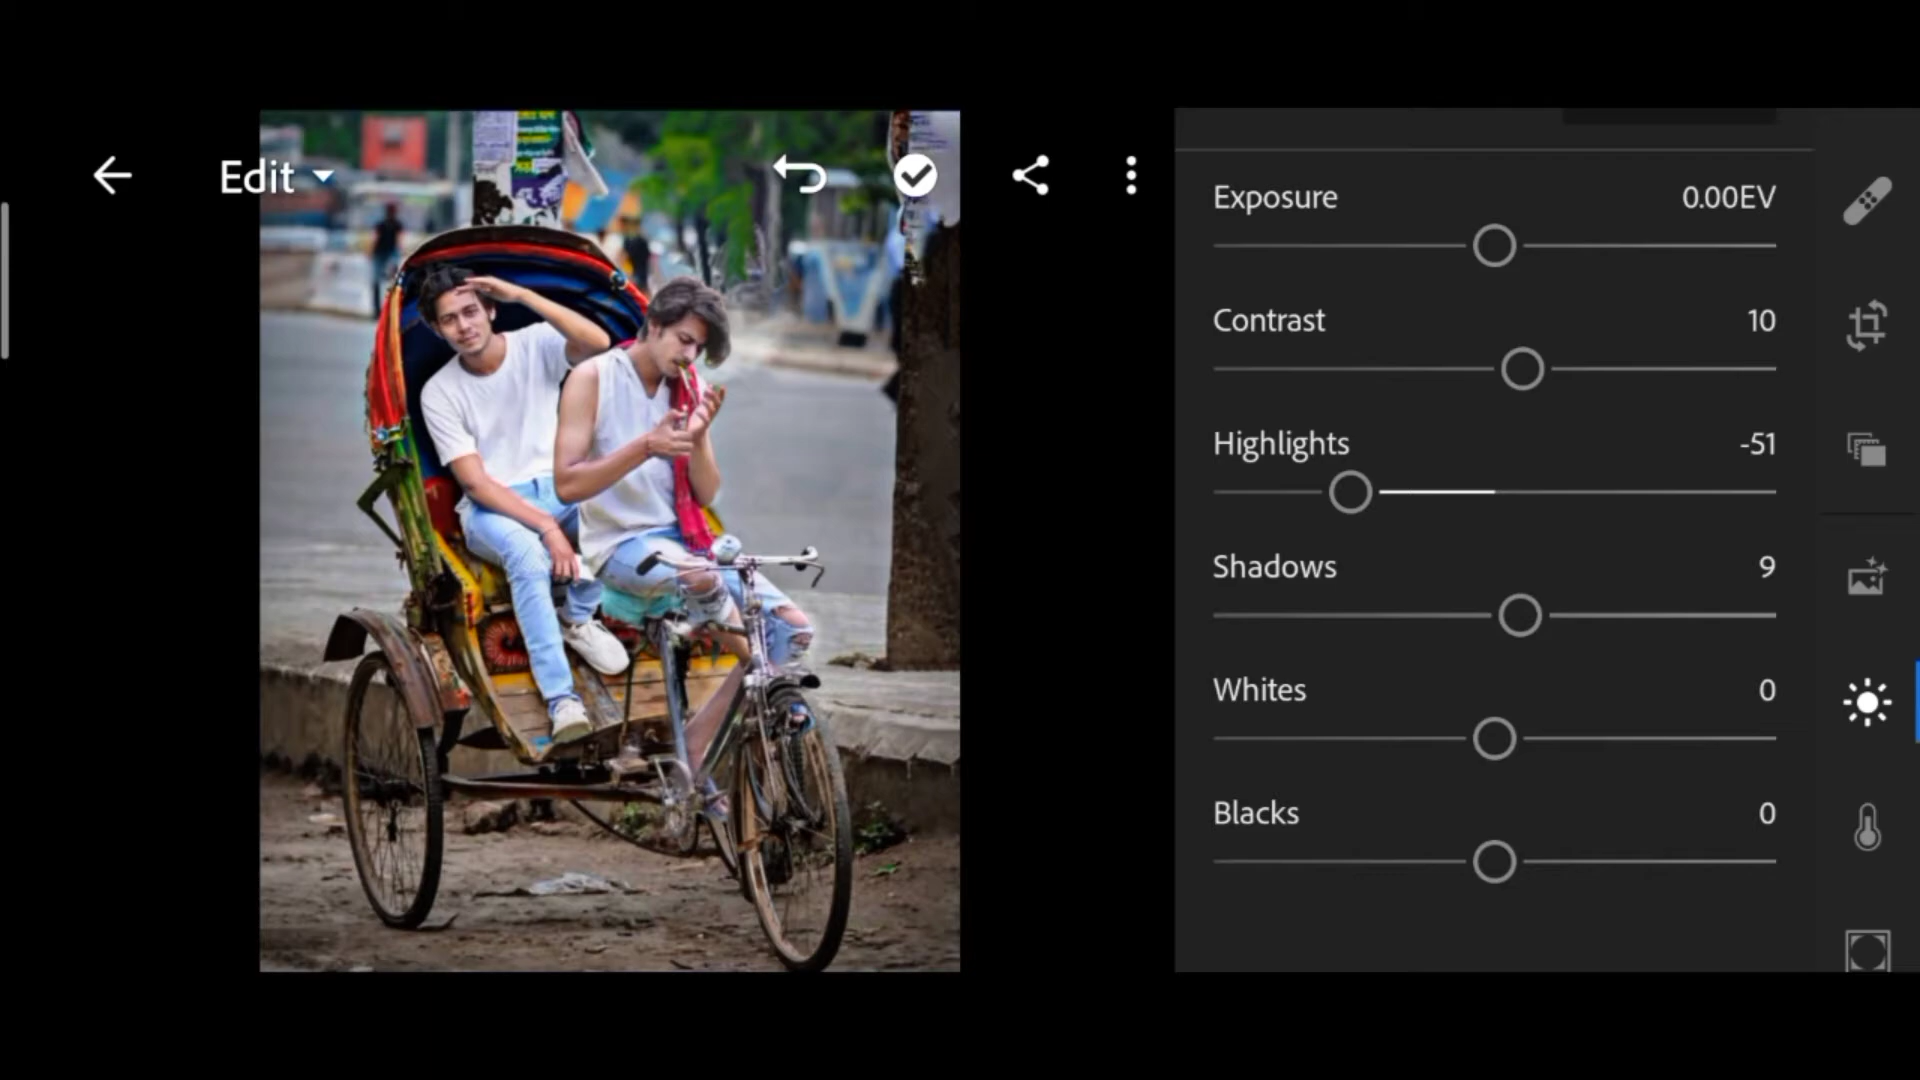 Edit
Exposure 0.00EV
Contrast 10
Highlights -51
Shadows 9
Whites 0
Blacks 0